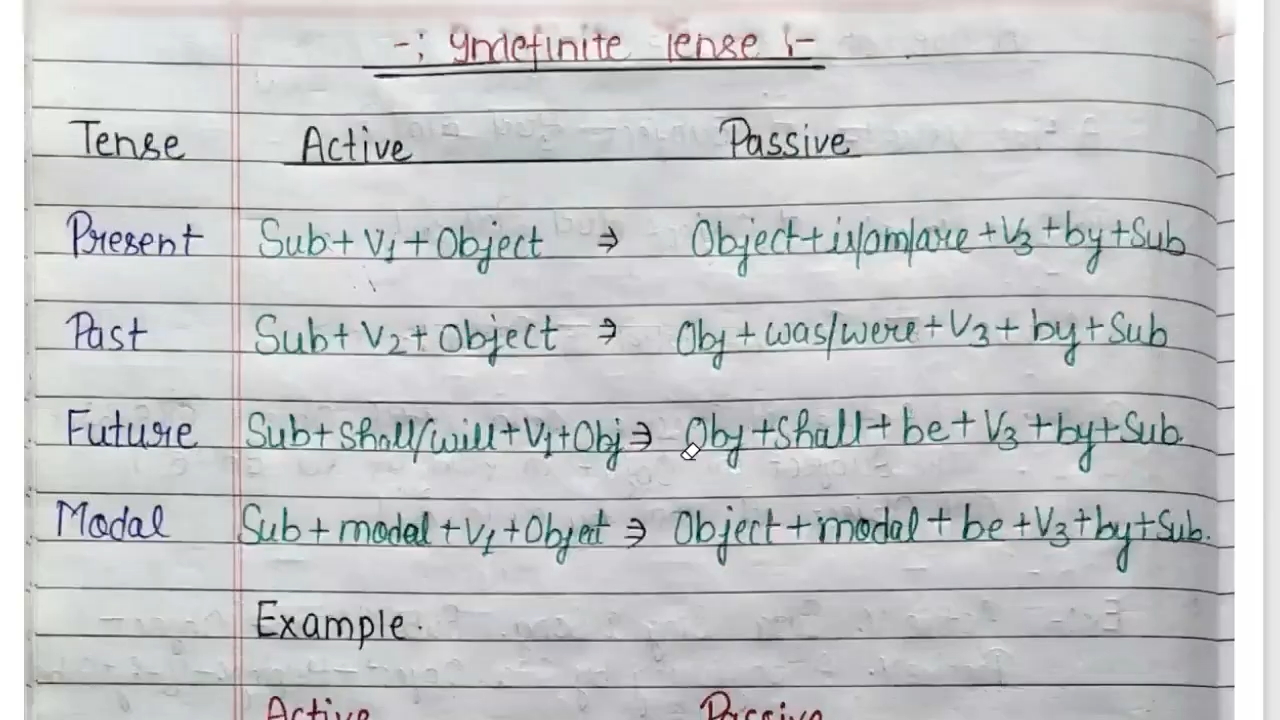 -: Indefinite Tense :-
Tense Active Passive
Present Sub + V1 + Object ⇒ Object + is/am/are + V3 + by + Sub
Past Sub + V2 + Object ⇒ Obj + was/were + V3 + by + Sub
Future Sub + Shall/will + V1 + Obj ⇒ Obj + Shall + be + V3 + by + Sub
Modal Sub + modal + V1 + Object ⇒ Object + modal + be + V3 + by + Sub.
Example.
Active Passive